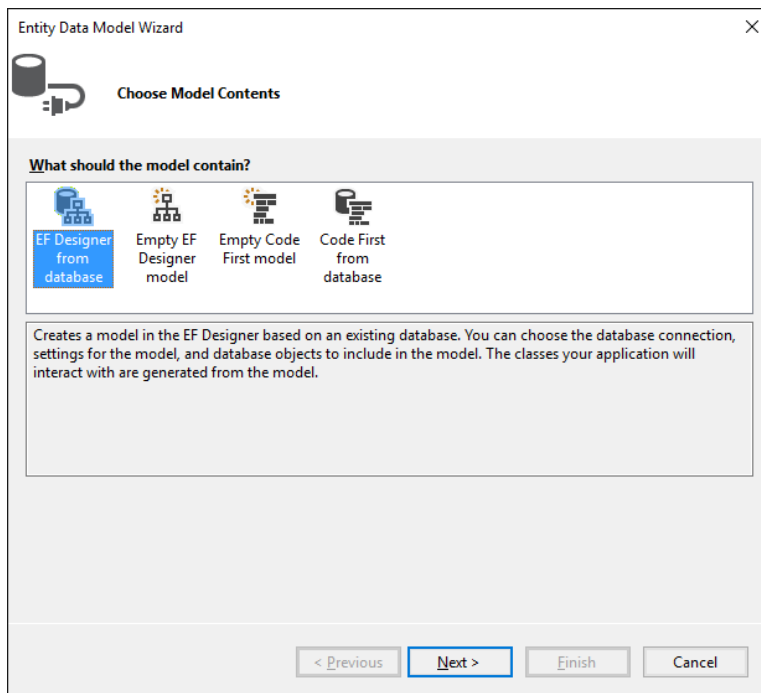 Entity Data Model Wizard
Choose Model Contents
What should the model contain?
EF Designer
from
database
Empty EF
Designer
model
Empty Code
First model
Code First
from
database
Creates a model in the EF Designer based on an existing database. You can choose the database connection,
settings for the model, and database objects to include in the model. The classes your application will
interact with are generated from the model.
< Previous
Next >
Finish
Cancel